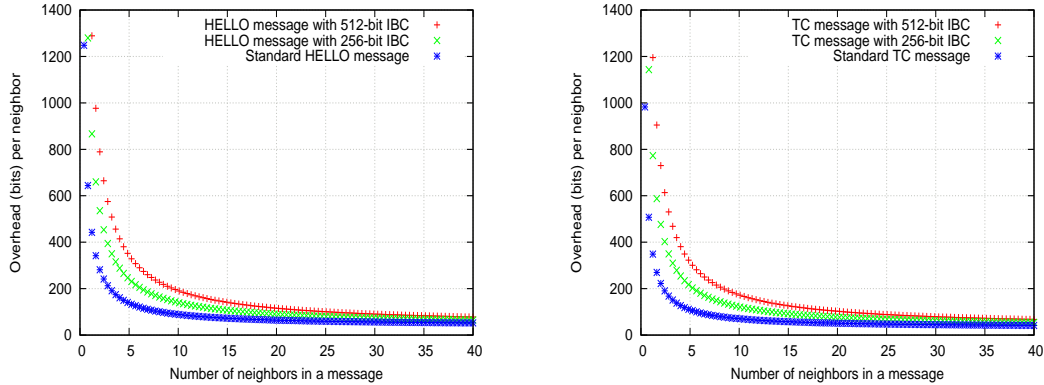 HELLO message with 512-bit IBC
HELLO message with 256-bit IBC
Standard HELLO message
Overhead (bits) per neighbor
1400
1200
1000
800
600
400
200
0
0 5 10 15 20 25 30 35 40
Number of neighbors in a message
TC message with 512-bit IBC
TC message with 256-bit IBC
Standard TC message
Overhead (bits) per neighbor
1400
1200
1000
800
600
400
200
0
0 5 10 15 20 25 30 35 40
Number of neighbors in a message